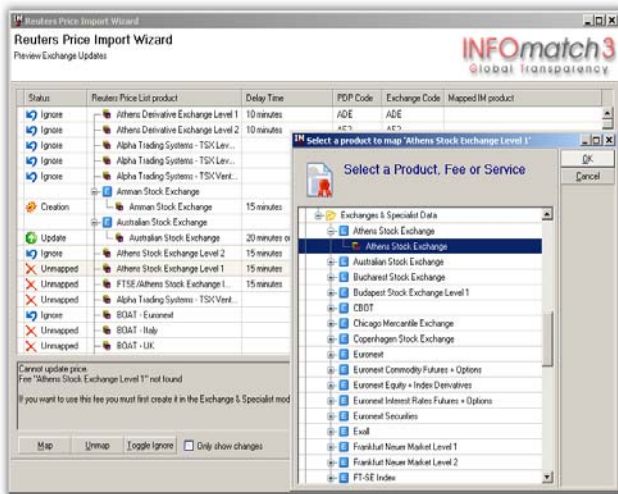 Reuters Price Import Wizard
Reuters Price Import Wizard
Preview Exchange Updates
INFOmatch3
Global Transparency
Status Reuters Price List product Delay Time PDP Code Exchange Code Mapped IM product
Ignore Athens Derivative Exchange Level 1 10 minutes ADE ADE
Ignore Athens Derivative Exchange Level 2 10 minutes
Ignore Alpha Trading Systems - TSX Lev...
Ignore Alpha Trading Systems - TSX Lev...
Ignore Alpha Trading Systems - TSX Vent...
Amman Stock Exchange
Creation Amman Stock Exchange 15 minutes
Australian Stock Exchange
Update Australian Stock Exchange 20 minutes
Ignore Athens Stock Exchange Level 2 15 minutes
Unmapped Athens Stock Exchange Level 1 15 minutes
Unmapped FTSE/Athens Stock Exchange I... 15 minutes
Unmapped Alpha Trading Systems - TSX Vent...
Ignore BOAT - Euronext
Unmapped BOAT - Italy
Unmapped BOAT - UK
Cannot update price.
Fee "Athens Stock Exchange Level 1" not found
If you want to use this fee you must first create it in the Exchange & Specialist mod
Map Unmap Toggle Ignore Only show changes
Select a product to map 'Athens Stock Exchange Level 1'
Select a Product, Fee or Service
OK
Cancel
Exchanges & Specialist Data
Athens Stock Exchange
Athens Stock Exchange
Australian Stock Exchange
Bucharest Stock Exchange
Budapest Stock Exchange Level 1
CBOT
Chicago Mercantile Exchange
Copenhagen Stock Exchange
Euronext
Euronext Commodity Futures + Options
Euronext Equity + Index Derivatives
Euronext Interest Rates Futures + Options
Euronext Securities
Exall
Frankfurt Neuer Market Level 1
Frankfurt Neuer Market Level 2
FT-SE Index